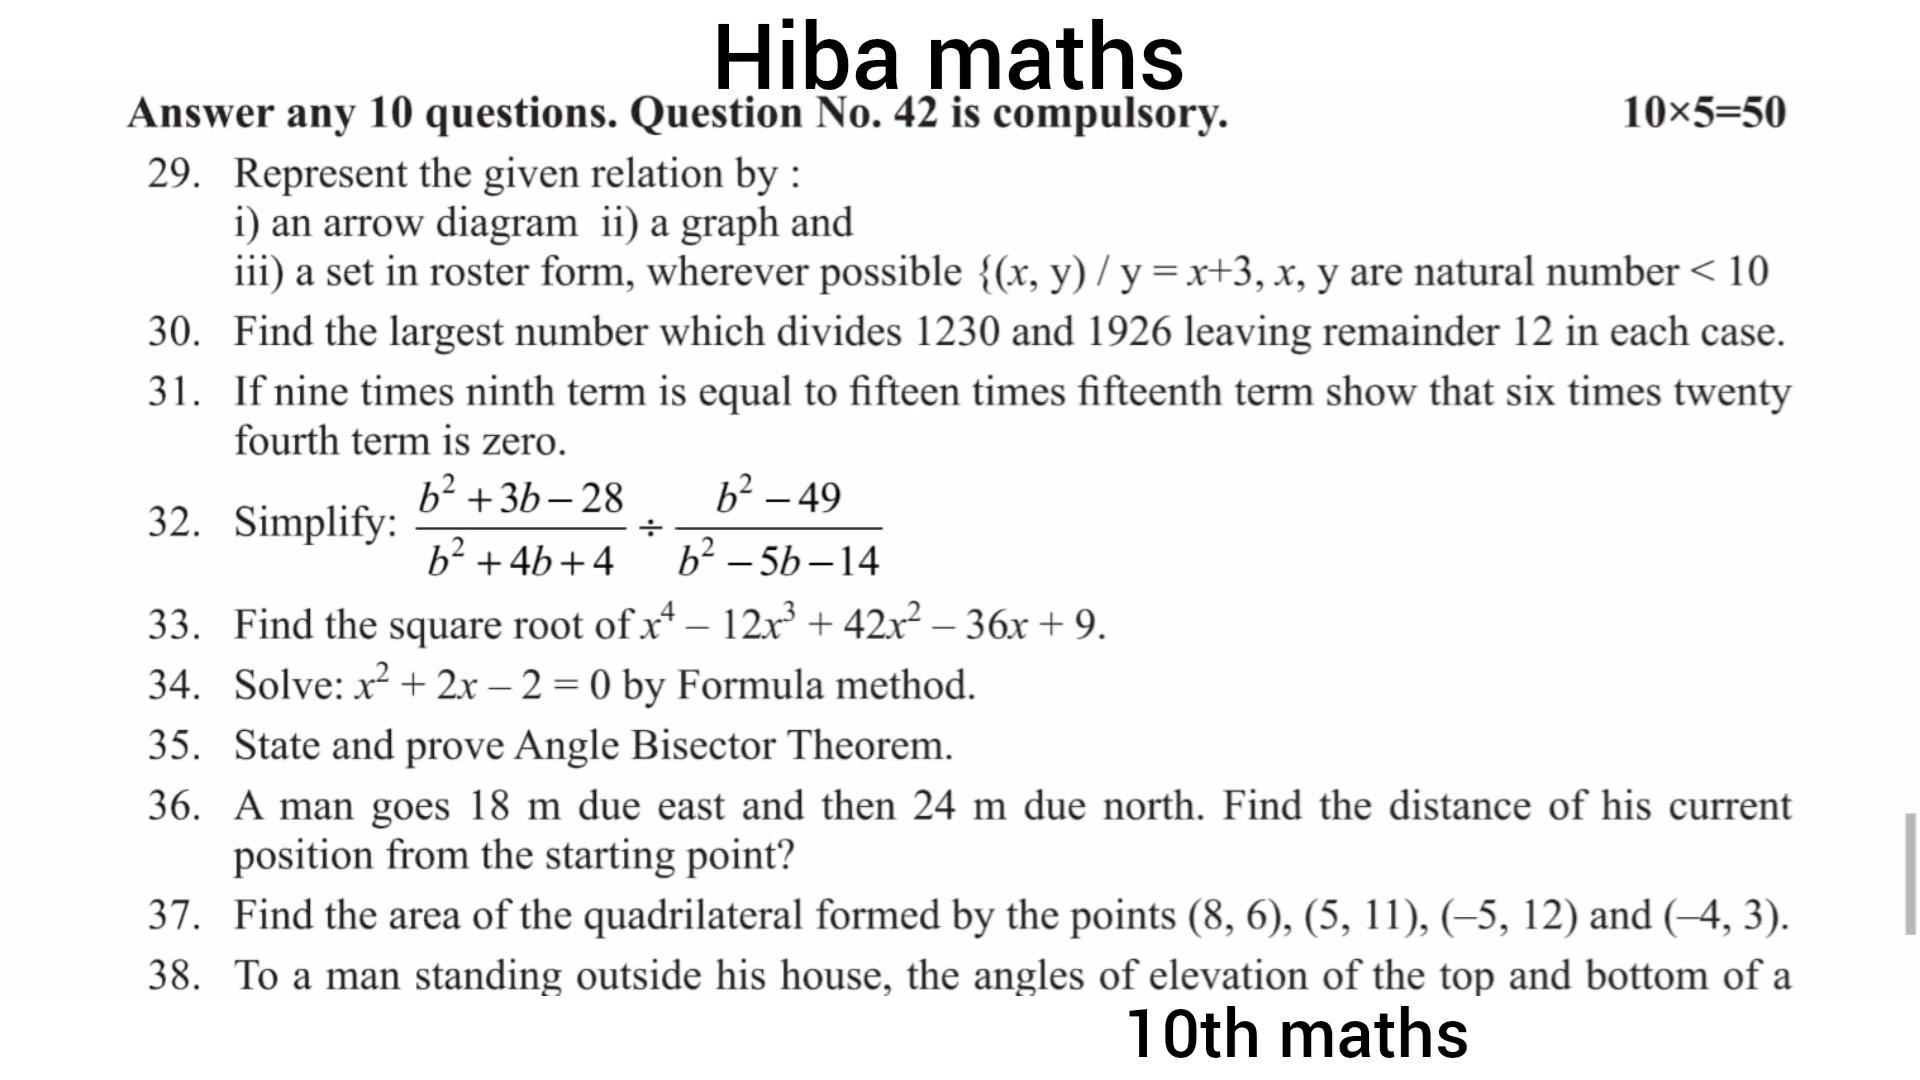 Hiba maths
Answer any 10 questions. Question No. 42 is compulsory. 10×5=50
29. Represent the given relation by :
i) an arrow diagram ii) a graph and
iii) a set in roster form, wherever possible {(x, y) / y = x+3, x, y are natural number < 10
30. Find the largest number which divides 1230 and 1926 leaving remainder 12 in each case.
31. If nine times ninth term is equal to fifteen times fifteenth term show that six times twenty
fourth term is zero.
32. Simplify: (b² + 3b – 28)/(b² + 4b + 4) ÷ (b² – 49)/(b² – 5b – 14)
33. Find the square root of x⁴ – 12x³ + 42x² – 36x + 9.
34. Solve: x² + 2x – 2 = 0 by Formula method.
35. State and prove Angle Bisector Theorem.
36. A man goes 18 m due east and then 24 m due north. Find the distance of his current
position from the starting point?
37. Find the area of the quadrilateral formed by the points (8, 6), (5, 11), (–5, 12) and (–4, 3).
38. To a man standing outside his house, the angles of elevation of the top and bottom of a
10th maths